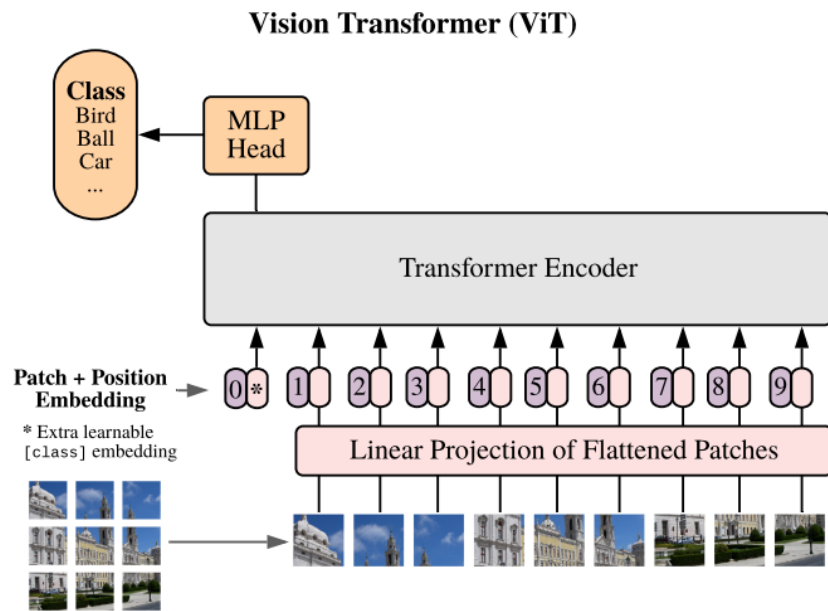 Vision Transformer (ViT)
Class
Bird
Ball
Car
...
MLP
Head
Transformer Encoder
Patch + Position
Embedding
0 * 1 2 3 4 5 6 7 8 9
* Extra learnable
[class] embedding
Linear Projection of Flattened Patches